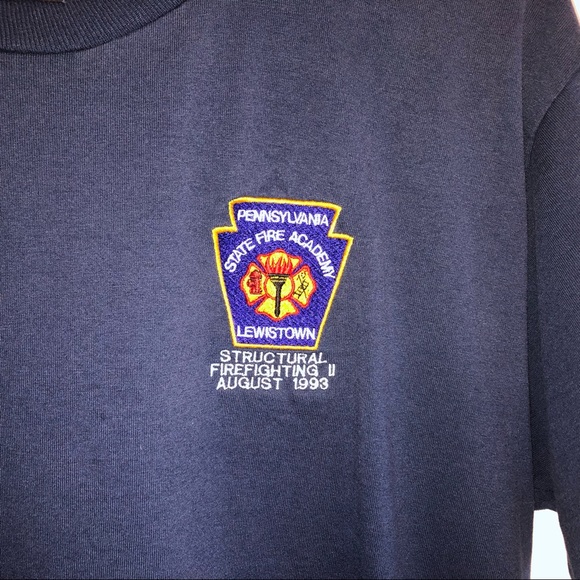 PENNSYLVANIA
STATE FIRE ACADEMY
LEWISTOWN
STRUCTURAL
FIREFIGHTING II
AUGUST 1993